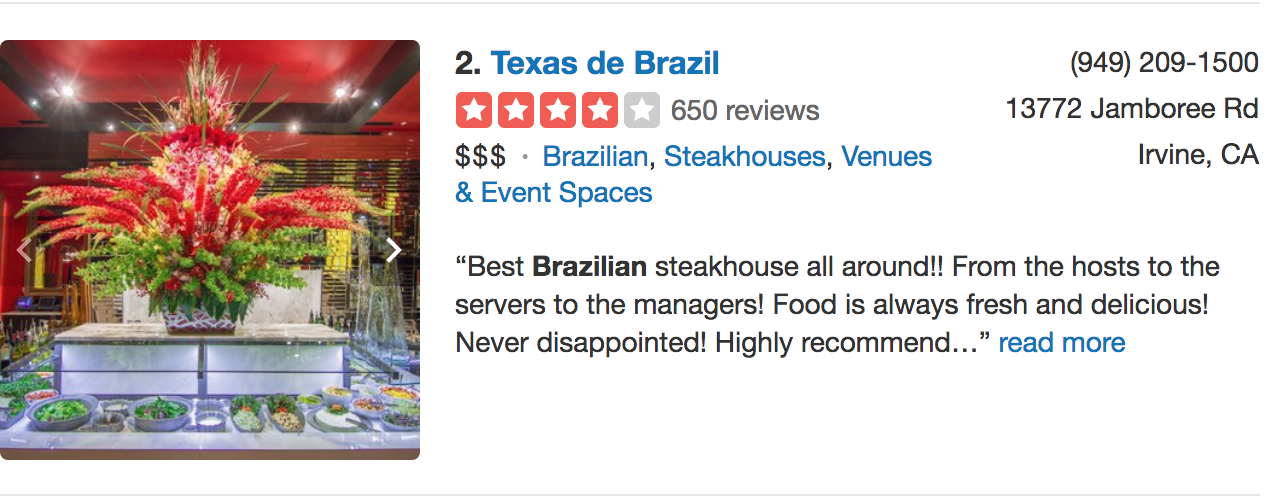 2. Texas de Brazil
650 reviews
$$$ · Brazilian, Steakhouses, Venues
& Event Spaces
(949) 209-1500
13772 Jamboree Rd
Irvine, CA
“Best Brazilian steakhouse all around!! From the hosts to the
servers to the managers! Food is always fresh and delicious!
Never disappointed! Highly recommend…” read more